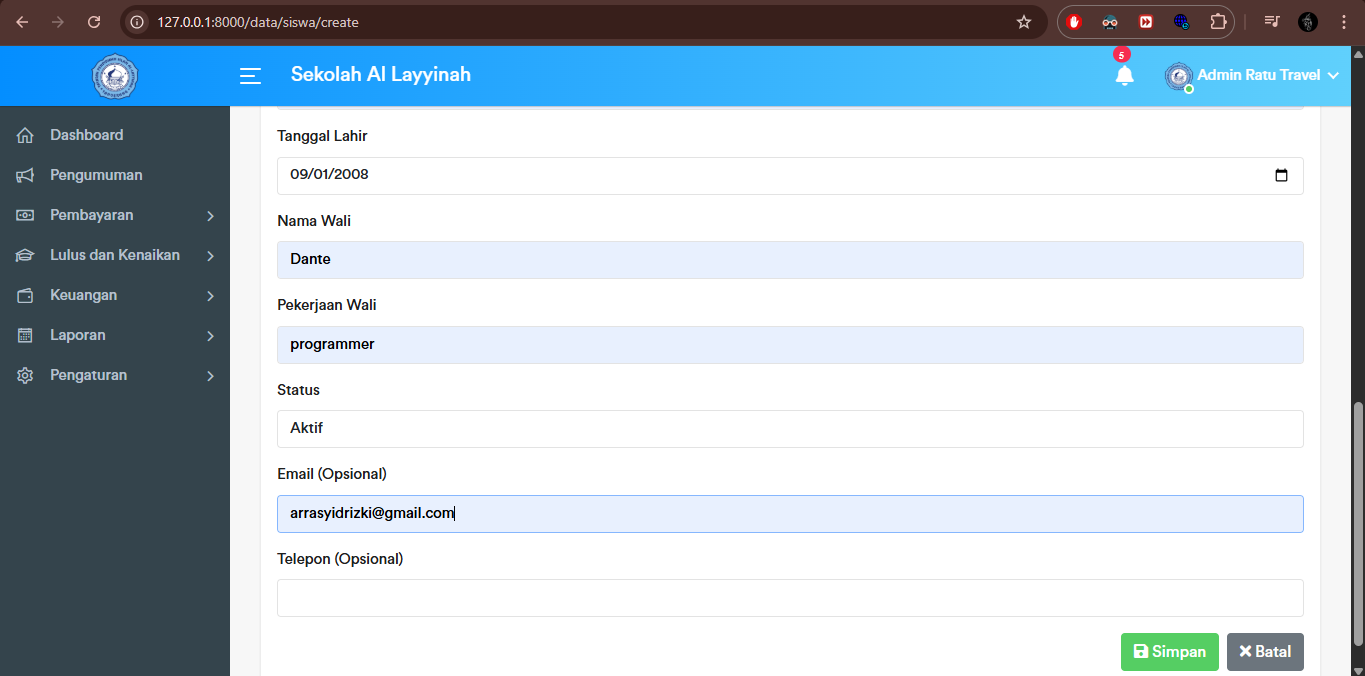 127.0.0.1:8000/data/siswa/create
Sekolah Al Layyinah
5
Admin Ratu Travel
Dashboard
Pengumuman
Pembayaran
Lulus dan Kenaikan
Keuangan
Laporan
Pengaturan
Tanggal Lahir
09/01/2008
Nama Wali
Dante
Pekerjaan Wali
programmer
Status
Aktif
Email (Opsional)
arrasyidrizki@gmail.com
Telepon (Opsional)
Simpan
Batal